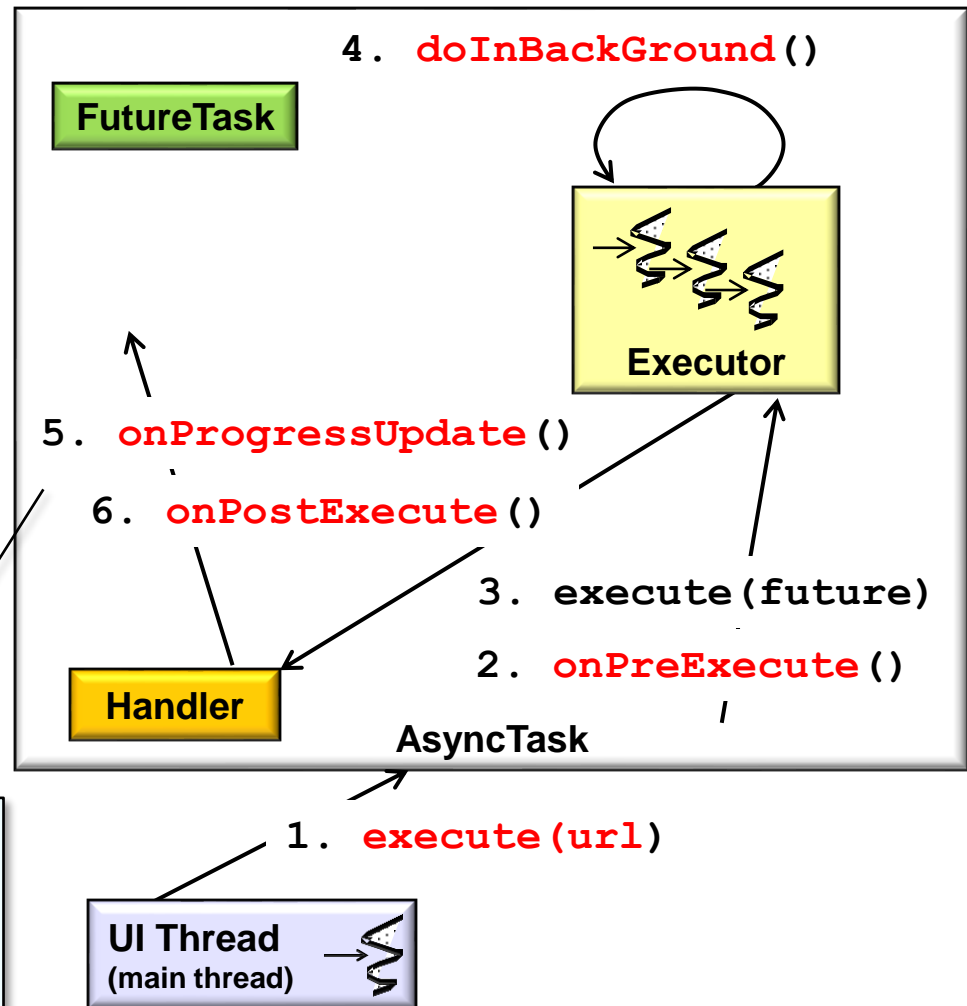 4. doInBackGround()
FutureTask
Executor
5. onProgressUpdate()
6. onPostExecute()
3. execute(future)
2. onPreExecute()
Handler
AsyncTask
1. execute(url)
UI Thread
(main thread)